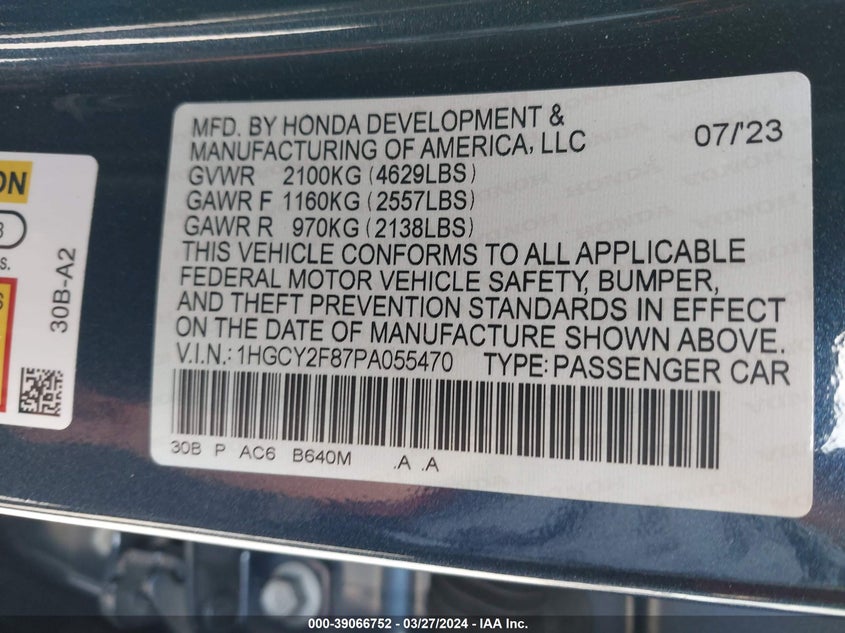 MFD. BY HONDA DEVELOPMENT &
MANUFACTURING OF AMERICA, LLC 07/'23
GVWR 2100KG (4629LBS)
GAWR F 1160KG (2557LBS)
GAWR R 970KG (2138LBS)
THIS VEHICLE CONFORMS TO ALL APPLICABLE
FEDERAL MOTOR VEHICLE SAFETY, BUMPER,
AND THEFT PREVENTION STANDARDS IN EFFECT
ON THE DATE OF MANUFACTURE SHOWN ABOVE.
V.I.N.: 1HGCY2F87PA055470 TYPE: PASSENGER CAR
30B P AC6 B640M .A .A
30B-A2
000-39066752 - 03/27/2024 - IAA Inc.